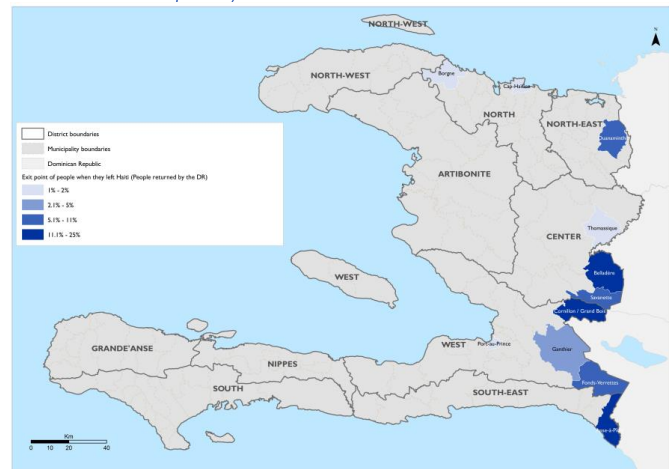 N
NORTH-WEST
NORTH-WEST
Borgne
Cap-Haïtien
NORTH
NORTH-EAST
Ouanaminthe
District boundaries
Municipality boundaries
Dominican Republic
Exit point of people when they left Haiti (People returned by the DR)
1% - 2%
2.1% - 5%
5.1% - 11%
11.1% - 25%
ARTIBONITE
Thomassique
CENTER
Belladère
WEST
Savanette
Cornillon / Grand Bois
Port-au-Prince
WEST
Ganthier
GRANDE'ANSE
NIPPES
Fonds-Verrettes
SOUTH
SOUTH-EAST
Km
0 10 20 40